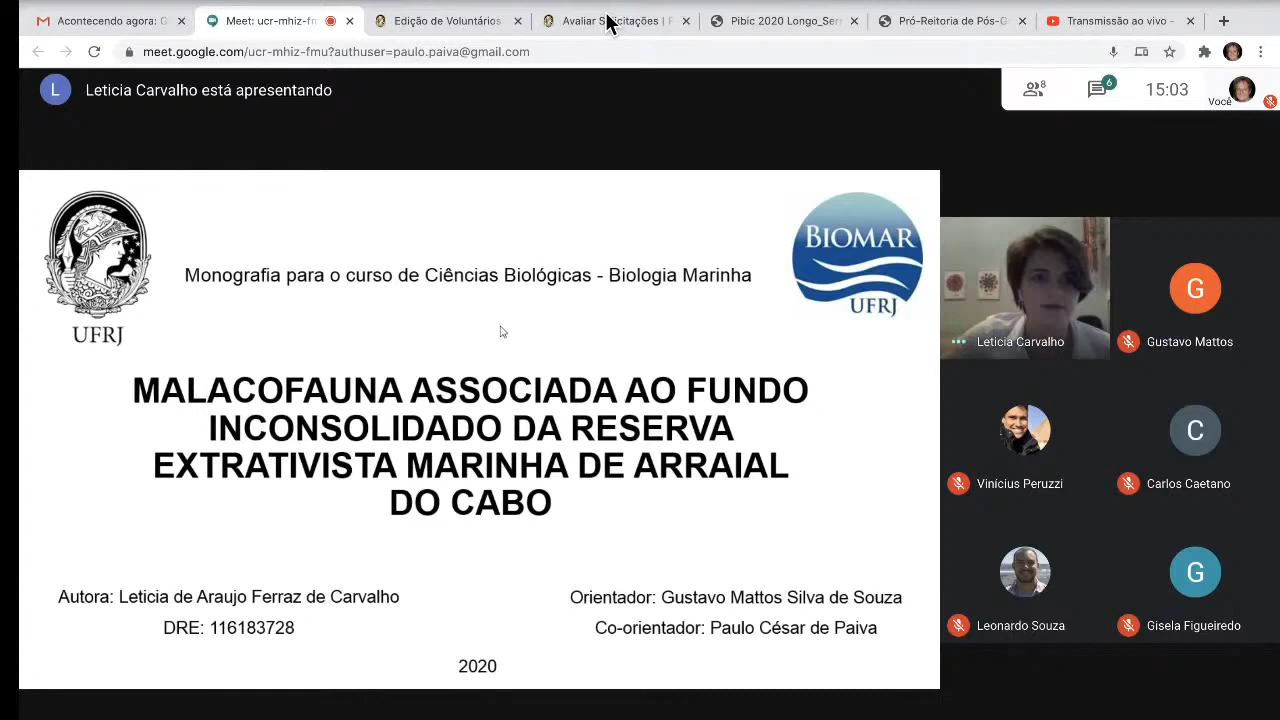 Acontecendo agora: G
Meet: ucr-mhiz-fm
Edição de Voluntários
Avaliar Solicitações | F
Pibic 2020 Longo_Ser
Pró-Reitoria de Pós-G
Transmissão ao vivo -
meet.google.com/ucr-mhiz-fmu?authuser=paulo.paiva@gmail.com
L
Leticia Carvalho está apresentando
8
6
15:03
Você
UFRJ
Monografia para o curso de Ciências Biológicas - Biologia Marinha
BIOMAR
UFRJ
MALACOFAUNA ASSOCIADA AO FUNDO
INCONSOLIDADO DA RESERVA
EXTRATIVISTA MARINHA DE ARRAIAL
DO CABO
Autora: Leticia de Araujo Ferraz de Carvalho
DRE: 116183728
Orientador: Gustavo Mattos Silva de Souza
Co-orientador: Paulo César de Paiva
2020
Leticia Carvalho
G
Gustavo Mattos
Vinícius Peruzzi
C
Carlos Caetano
Leonardo Souza
G
Gisela Figueiredo